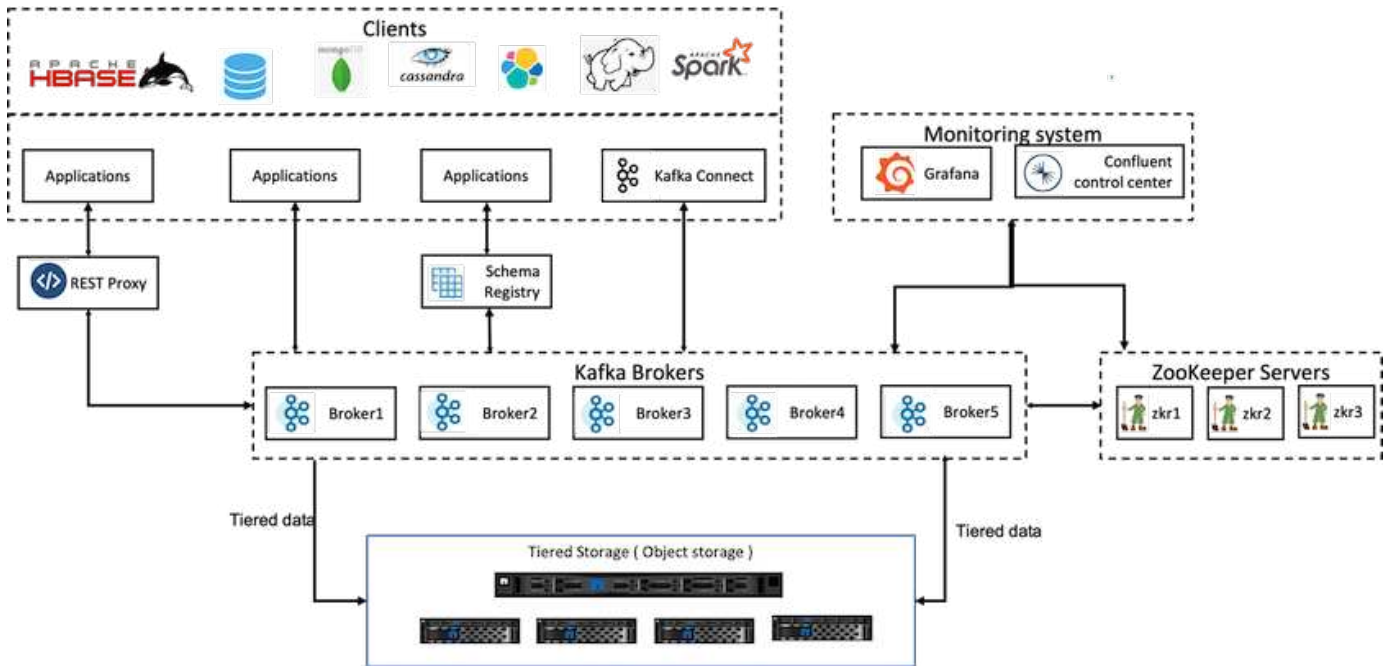 Clients
APACHE
HBASE
mongoDB
cassandra
APACHE
Spark
Monitoring system
Grafana
Confluent
control center
Applications
Applications
Applications
Kafka Connect
REST Proxy
Schema
Registry
Kafka Brokers
Broker1
Broker2
Broker3
Broker4
Broker5
ZooKeeper Servers
zkr1
zkr2
zkr3
Tiered data
Tiered data
Tiered Storage ( Object storage )